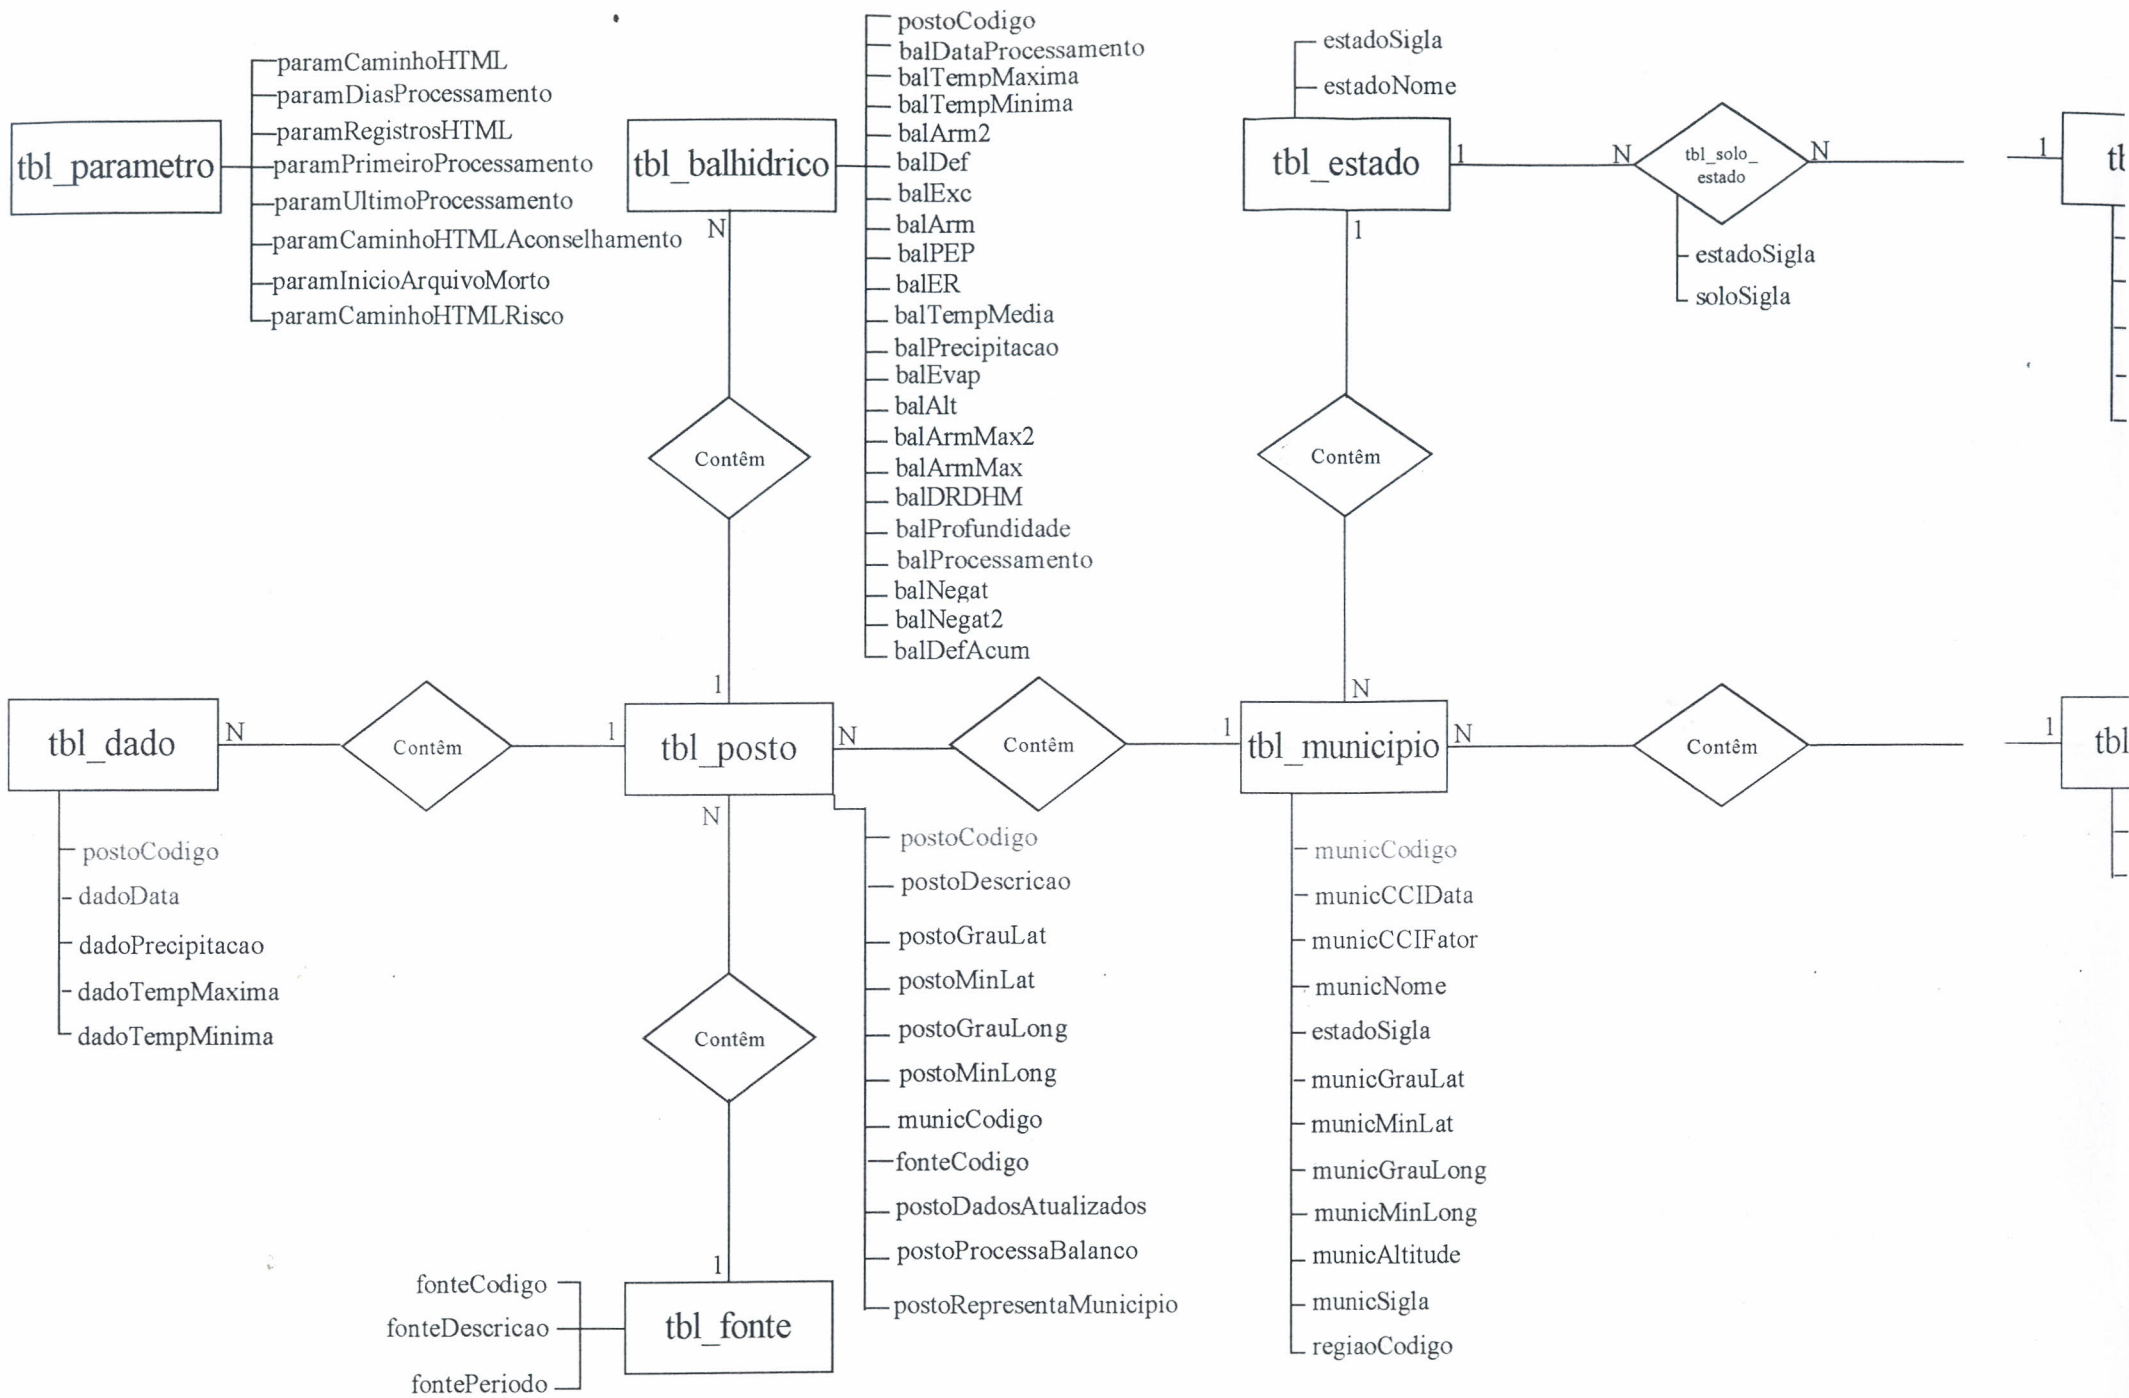 tbl_parametro
paramCaminhoHTML
paramDiasProcessamento
paramRegistrosHTML
paramPrimeiroProcessamento
paramUltimoProcessamento
paramCaminhoHTMLAconselhamento
paramInicioArquivoMorto
paramCaminhoHTMLRisco
tbl_balhidrico
N
postoCodigo
balDataProcessamento
balTempMaxima
balTempMinima
balArm2
balDef
balExc
balArm
balPEP
balER
balTempMedia
balPrecipitacao
balEvap
balAlt
balArmMax2
balArmMax
balDRDHM
balProfundidade
balProcessamento
balNegat
balNegat2
balDefAcum
Contêm
1
estadoSigla
estadoNome
tbl_estado
1
N
tbl_solo_
estado
N
estadoSigla
soloSigla
1
1
Contêm
N
tbl_dado
N
Contêm
1
tbl_posto
N
Contêm
1
tbl_municipio
N
Contêm
1
tbl
postoCodigo
dadoData
dadoPrecipitacao
dadoTempMaxima
dadoTempMinima
N
Contêm
1
postoCodigo
postoDescricao
postoGrauLat
postoMinLat
postoGrauLong
postoMinLong
municCodigo
fonteCodigo
postoDadosAtualizados
postoProcessaBalanco
postoRepresentaMunicipio
municCodigo
municCCIData
municCCIFator
municNome
estadoSigla
municGrauLat
municMinLat
municGrauLong
municMinLong
municAltitude
municSigla
regiaoCodigo
fonteCodigo
fonteDescricao
fontePeriodo
tbl_fonte